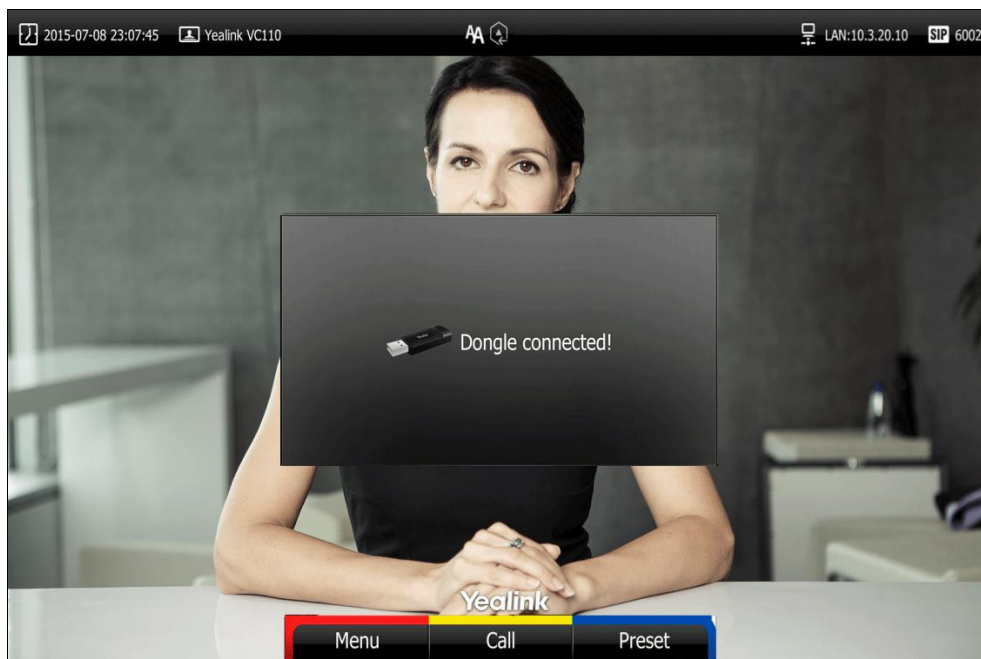 2015-07-08 23:07:45 Yealink VC110 AA LAN:10.3.20.10 SIP 6002
Dongle connected!
Yealink
Menu Call Preset